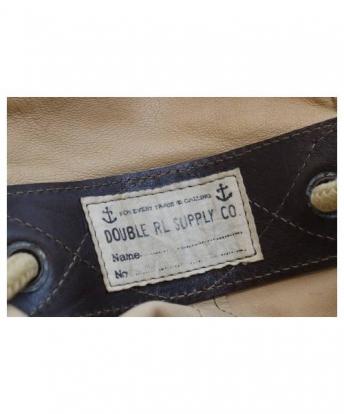 FOR EVERY TRADE & CALLING
DOUBLE RL SUPPLY CO
Name
No